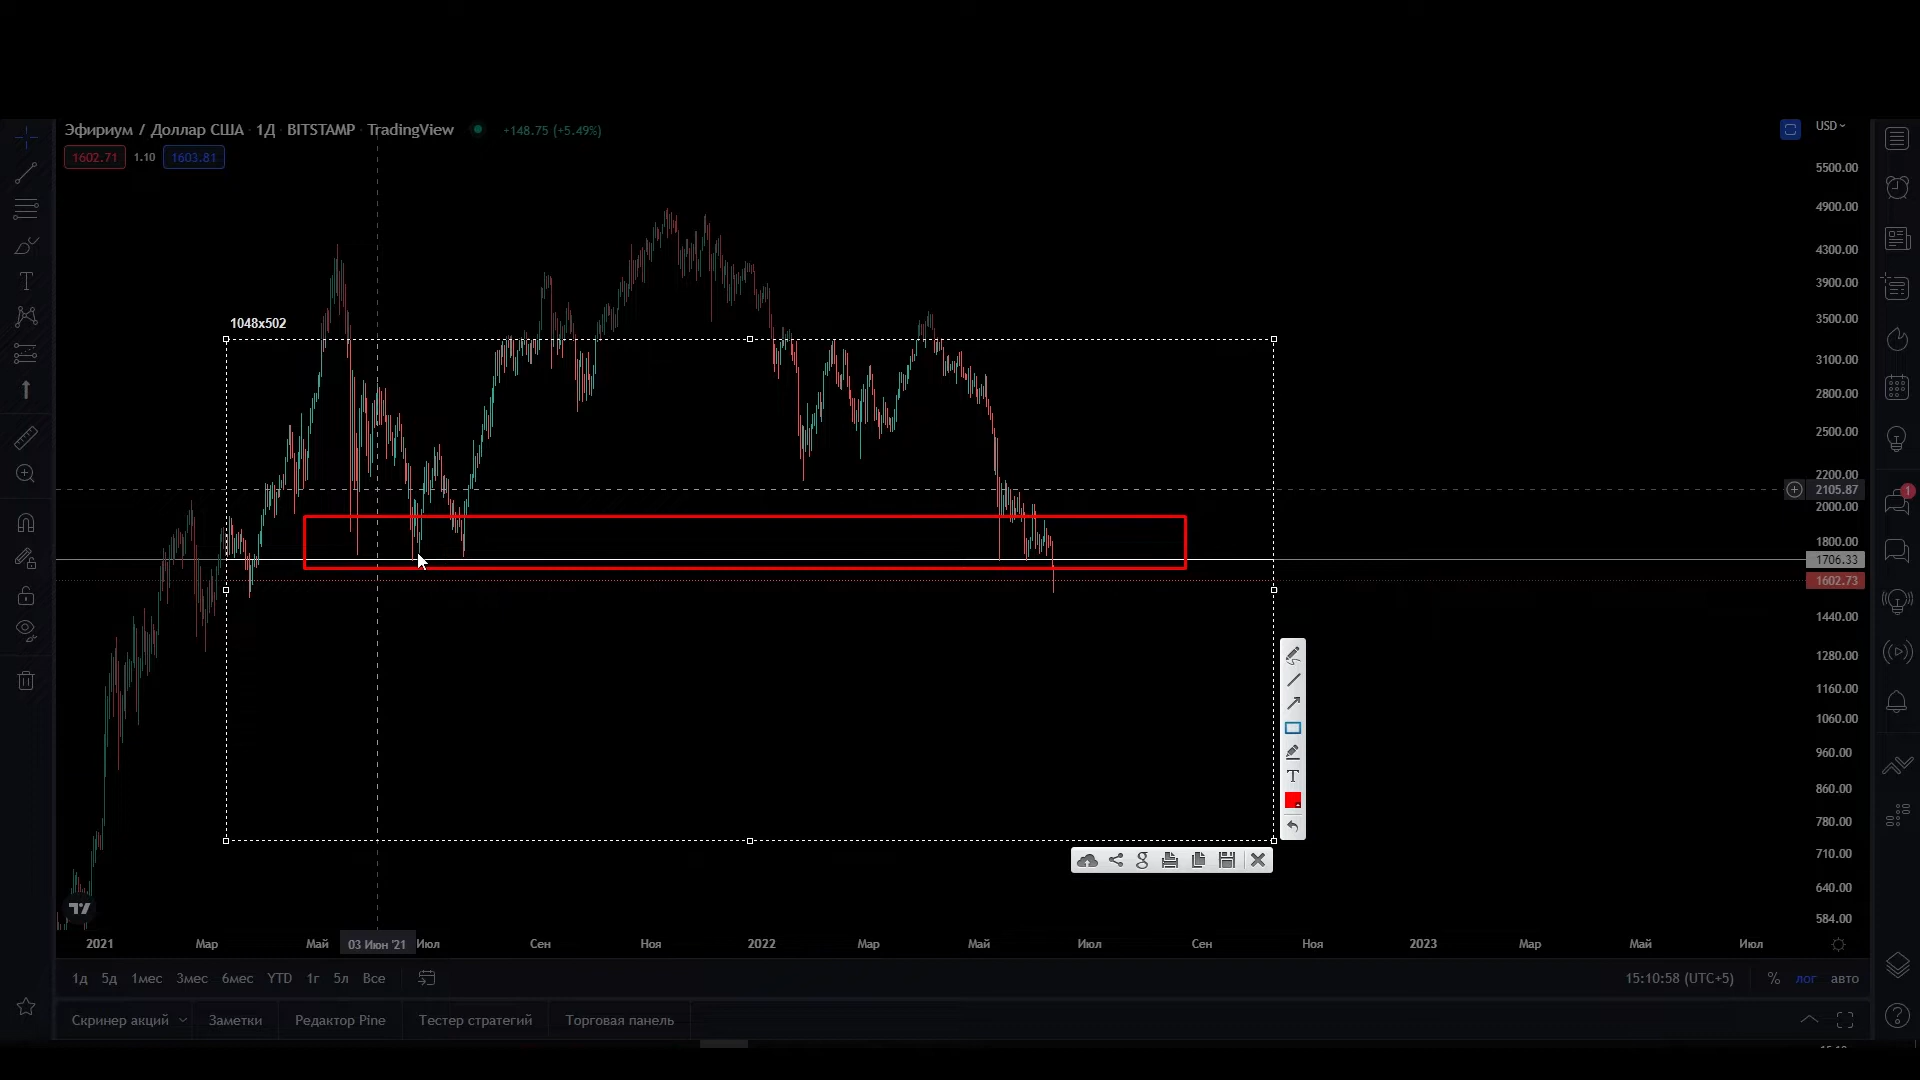 Эфириум / Доллар США · 1Д · BITSTAMP · TradingView
+148.75 (+5.49%)
USD
1602.71 1.10 1603.81
5500.00
4900.00
4300.00
3900.00
3500.00
3100.00
2800.00
2500.00
2200.00
2105.87
2000.00
1800.00
1706.33
1602.73
1440.00
1280.00
1160.00
1060.00
960.00
860.00
780.00
710.00
640.00
584.00
1048x502
T
T
g
1
2021 Мар Май 03 Июн '21 Июл Сен Ноя 2022 Мар Май Июл Сен Ноя 2023 Мар Май Июл
1д 5д 1мес 3мес 6мес YTD 1г 5л Все
15:10:58 (UTC+5) % лог авто
Скринер акций Заметки Редактор Pine Тестер стратегий Торговая панель